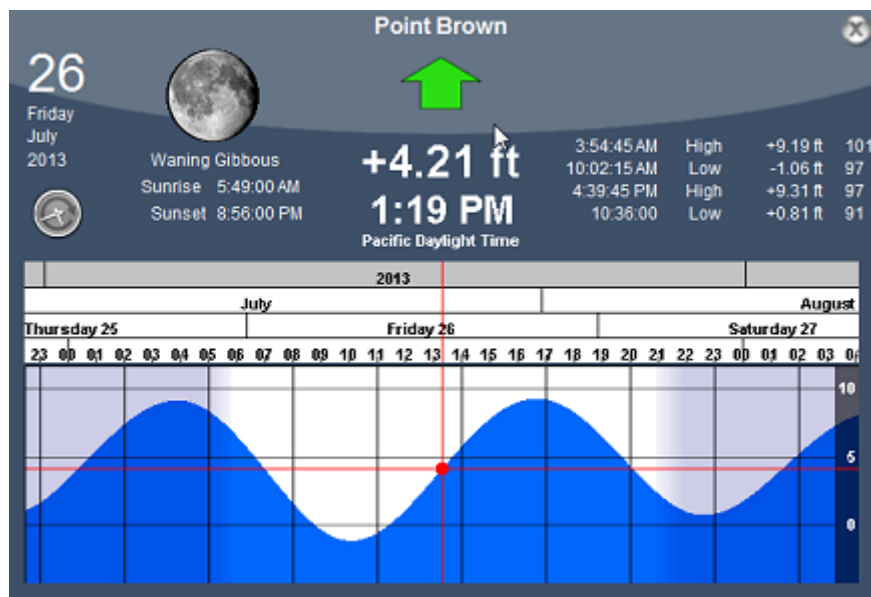 Point Brown
26
Friday
July
2013
Waning Gibbous
Sunrise 5:49:00 AM
Sunset 8:56:00 PM
+4.21 ft
1:19 PM
Pacific Daylight Time
3:54:45 AM High +9.19 ft 101
10:02:15 AM Low -1.06 ft 97
4:39:45 PM High +9.31 ft 97
10:36:00 Low +0.81 ft 91
2013
July August
Thursday 25 Friday 26 Saturday 27
23 00 01 02 03 04 05 06 07 08 09 10 11 12 13 14 15 16 17 18 19 20 21 22 23 00 01 02 03
10
5
0